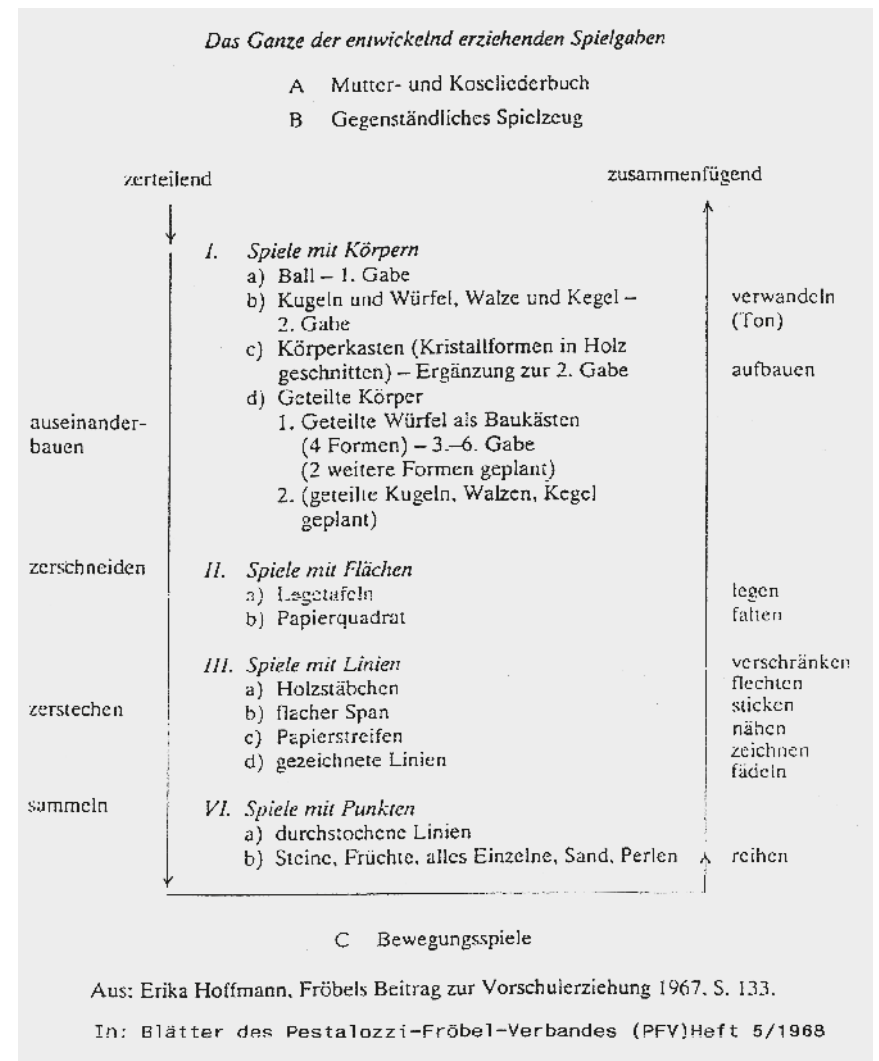 Das Ganze der entwickelnd erziehenden Spielgaben
A Mutter- und Koseliederbuch
B Gegenständliches Spielzeug
zerteilend
zusammenfügend
I. Spiele mit Körpern
a) Ball – 1. Gabe
b) Kugeln und Würfel, Walze und Kegel –
2. Gabe
verwandeln
(Ton)
c) Körperkasten (Kristallformen in Holz
geschnitten) – Ergänzung zur 2. Gabe
aufbauen
d) Geteilte Körper
auseinander-
bauen
1. Geteilte Würfel als Baukästen
(4 Formen) – 3.–6. Gabe
(2 weitere Formen geplant)
2. (geteilte Kugeln, Walzen, Kegel
geplant)
zerschneiden
II. Spiele mit Flächen
a) Legetafeln
legen
b) Papierquadrat
falten
III. Spiele mit Linien
verschränken
a) Holzstäbchen
flechten
zerstechen
b) flacher Span
sticken
c) Papierstreifen
nähen
d) gezeichnete Linien
zeichnen
fädeln
sammeln
VI. Spiele mit Punkten
a) durchstochene Linien
b) Steine, Früchte, alles Einzelne, Sand, Perlen
reihen
C Bewegungsspiele
Aus: Erika Hoffmann, Fröbels Beitrag zur Vorschulerziehung 1967. S. 133.
In: Blätter des Pestalozzi-Fröbel-Verbandes (PFV)Heft 5/1968